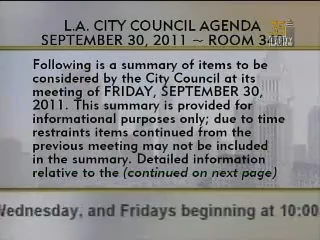 L.A. CITY COUNCIL AGENDA
SEPTEMBER 30, 2011 ~ ROOM 340
Following is a summary of items to be
considered by the City Council at its
meeting of FRIDAY, SEPTEMBER 30,
2011. This summary is provided for
informational purposes only; due to time
restraints items continued from the
previous meeting may not be included
in the summary. Detailed information
relative to the (continued on next page)
Wednesday, and Fridays beginning at 10:00